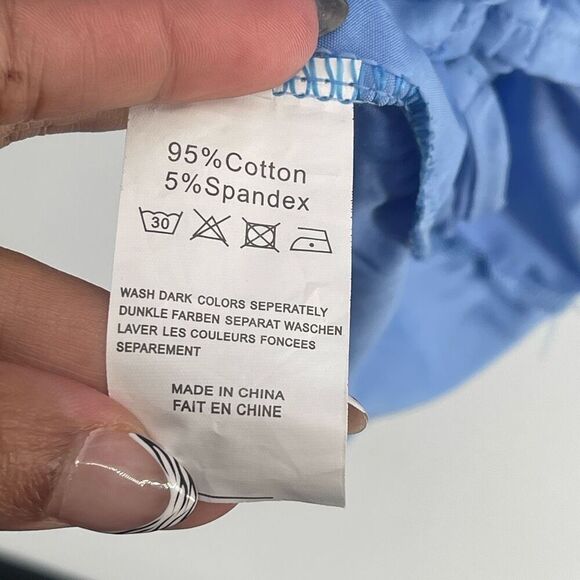 95%Cotton
5%Spandex
30
WASH DARK COLORS SEPERATELY
DUNKLE FARBEN SEPARAT WASCHEN
LAVER LES COULEURS FONCEES
SEPAREMENT
MADE IN CHINA
FAIT EN CHINE